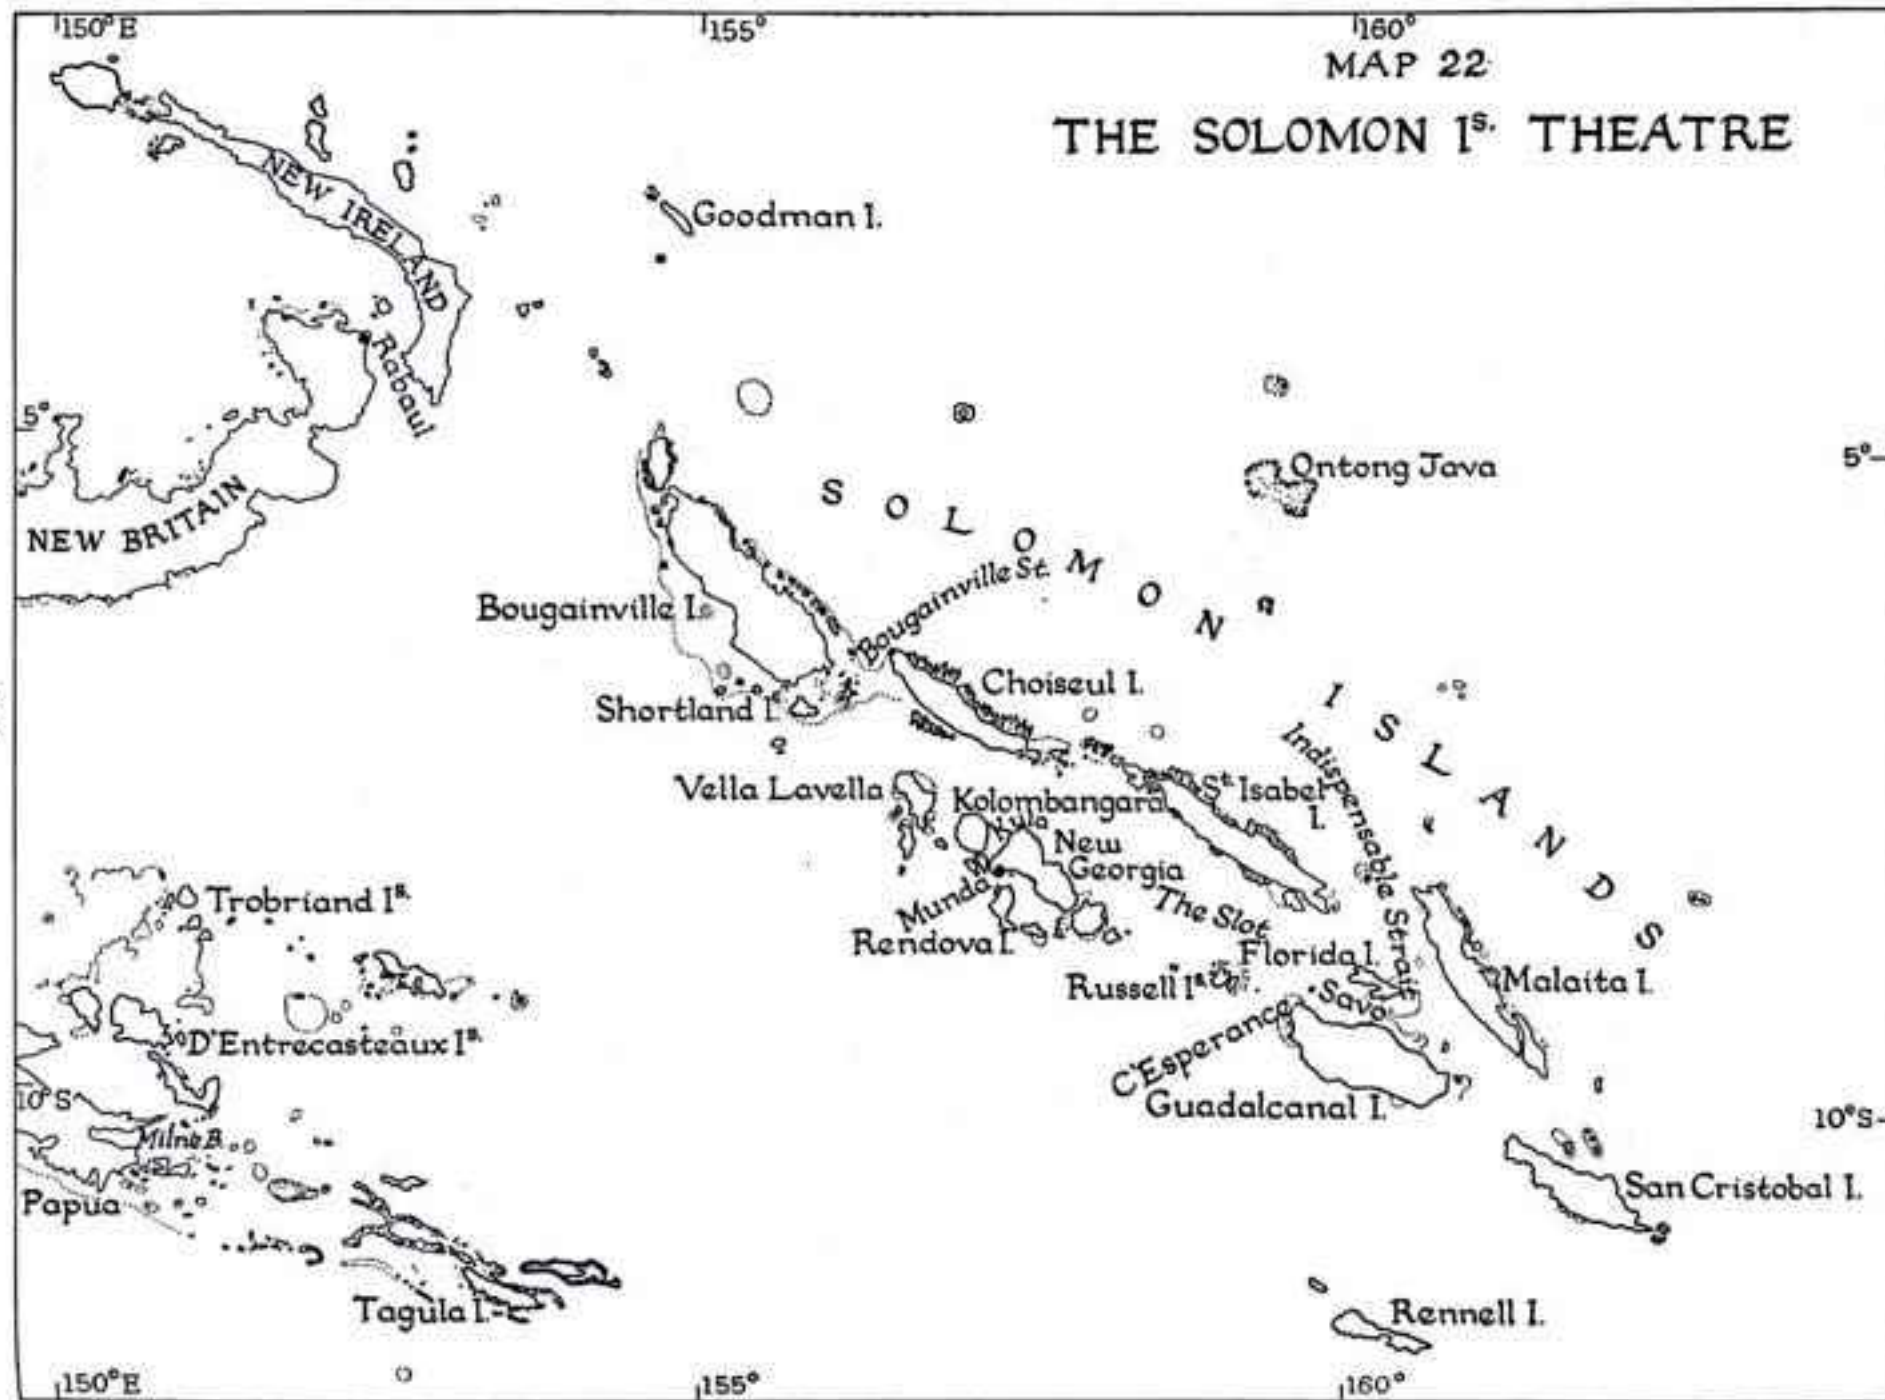 150°E
155°
160°
MAP 22
THE SOLOMON Is. THEATRE
NEW IRELAND
Goodman I.
Rabaul
5°
5°
Ontong Java
NEW BRITAIN
SOLOMON
ISLANDS
Bougainville I.
Bougainville St.
Choiseul I.
Shortland I.
Vella Lavella
Kolombangara
Kula
St. Isabel
I.
Indispensable Strait
New
Georgia
Munda
The Slot
Rendova I.
Trobriand Is.
Florida I.
Russell Is.
Savo
Malaita I.
D'Entrecasteaux Is.
C'Esperance
Guadalcanal I.
10°S
10°S
Milne B.
Papua
San Cristobal I.
Tagula I.
Rennell I.
150°E
155°
160°